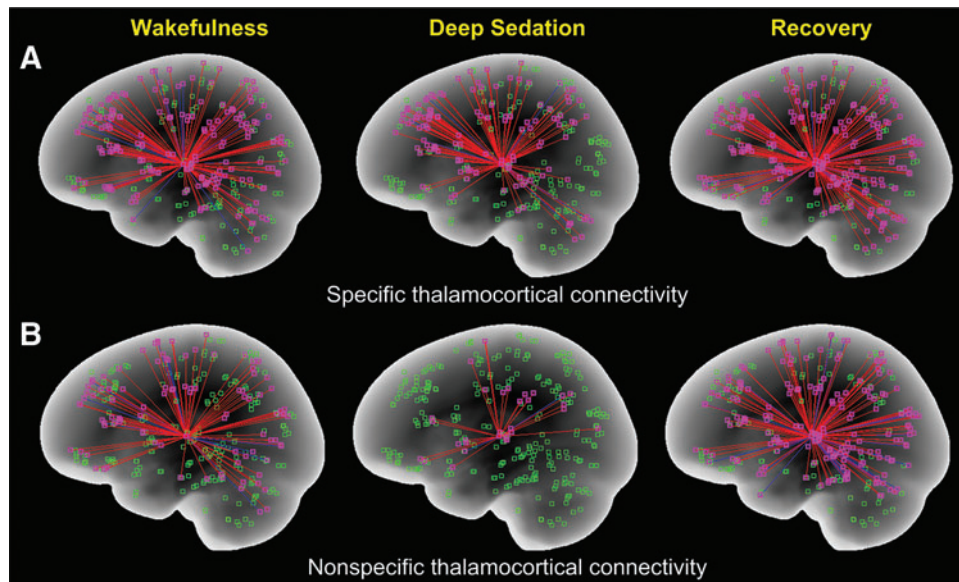 Wakefulness Deep Sedation Recovery
A
Specific thalamocortical connectivity
B
Nonspecific thalamocortical connectivity